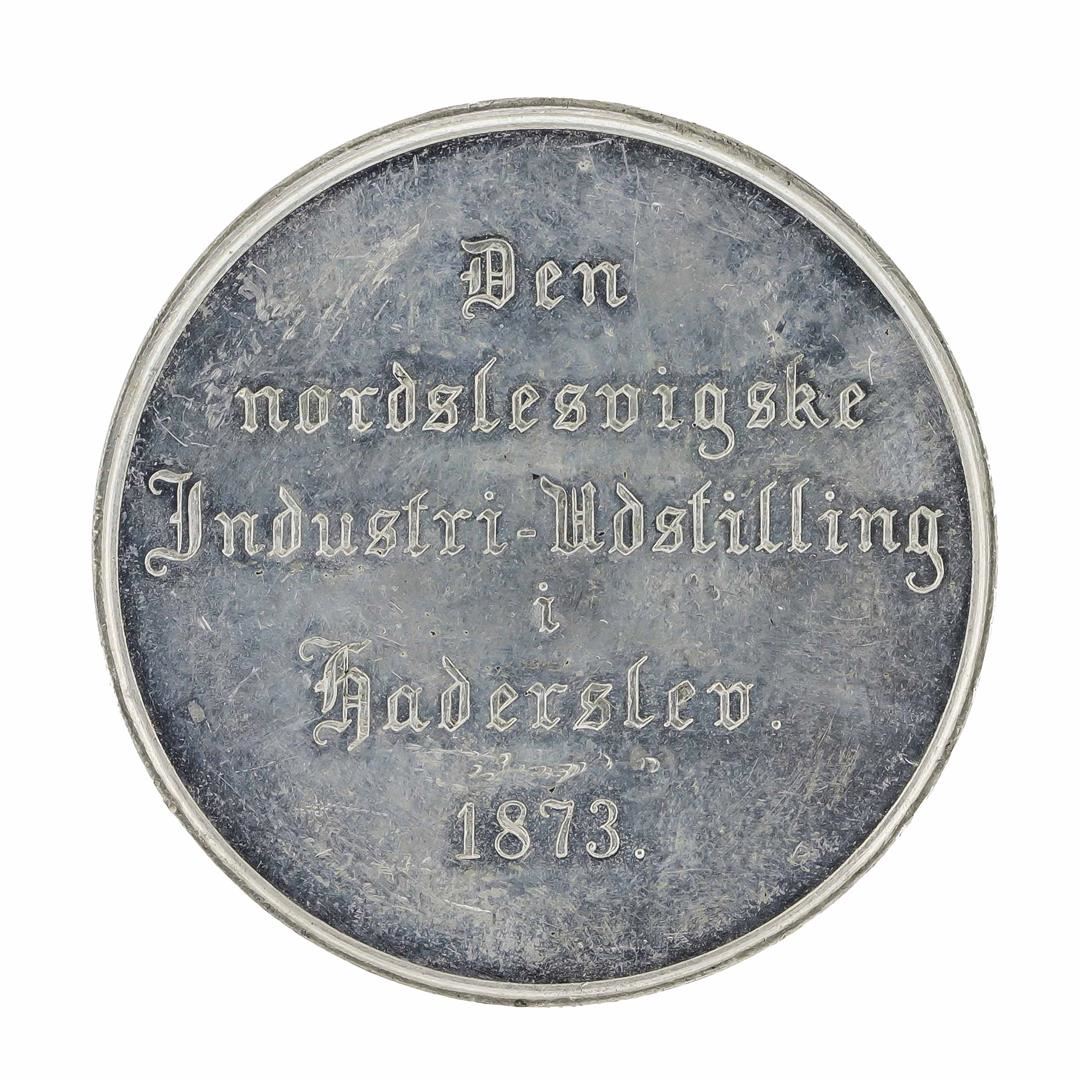 Den
nordslesvigske
Industri-Udstilling
i
Haderslev.
1873.